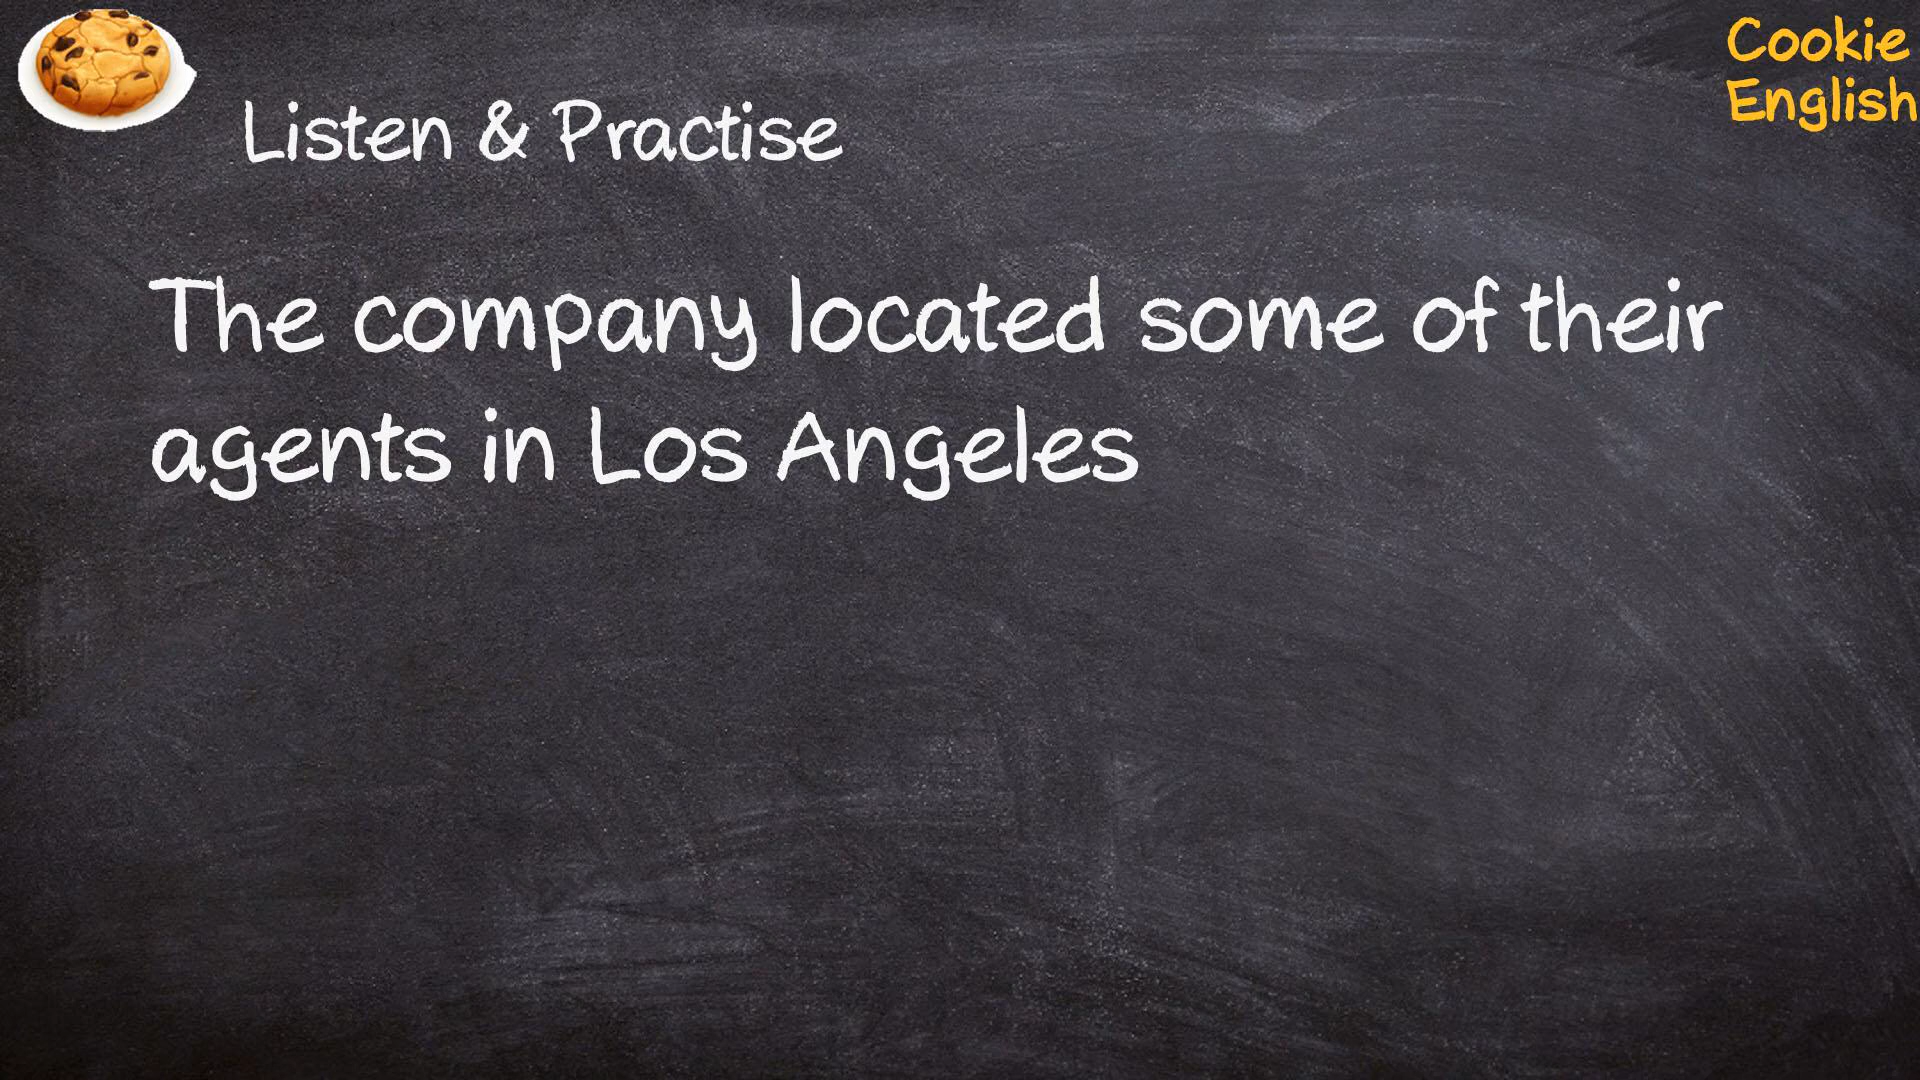 Cookie
English
Listen & Practise
The company located some of their
agents in Los Angeles